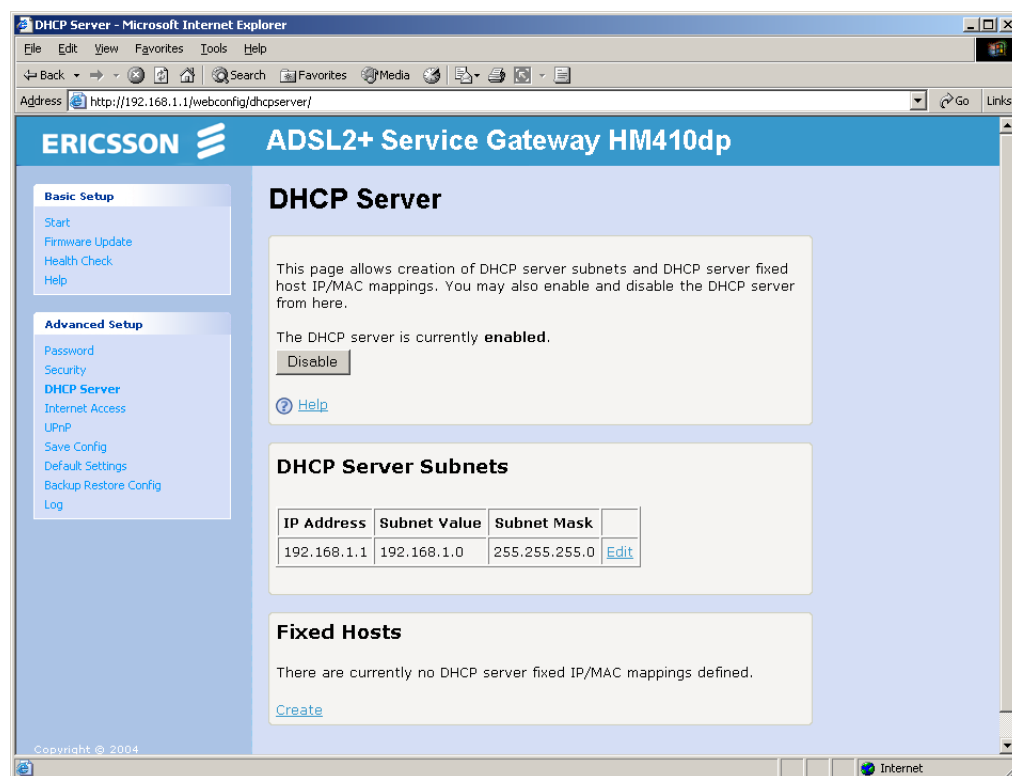 DHCP Server - Microsoft Internet Explorer
File Edit View Favorites Tools Help
Back Search Favorites Media
Address http://192.168.1.1/webconfig/dhcpserver/ Go Links
ERICSSON ADSL2+ Service Gateway HM410dp
Basic Setup
Start
Firmware Update
Health Check
Help
Advanced Setup
Password
Security
DHCP Server
Internet Access
UPnP
Save Config
Default Settings
Backup Restore Config
Log
Copyright © 2004
DHCP Server
This page allows creation of DHCP server subnets and DHCP server fixed
host IP/MAC mappings. You may also enable and disable the DHCP server
from here.
The DHCP server is currently enabled.
Disable
Help
DHCP Server Subnets
IP Address Subnet Value Subnet Mask
192.168.1.1 192.168.1.0 255.255.255.0 Edit
Fixed Hosts
There are currently no DHCP server fixed IP/MAC mappings defined.
Create
Internet